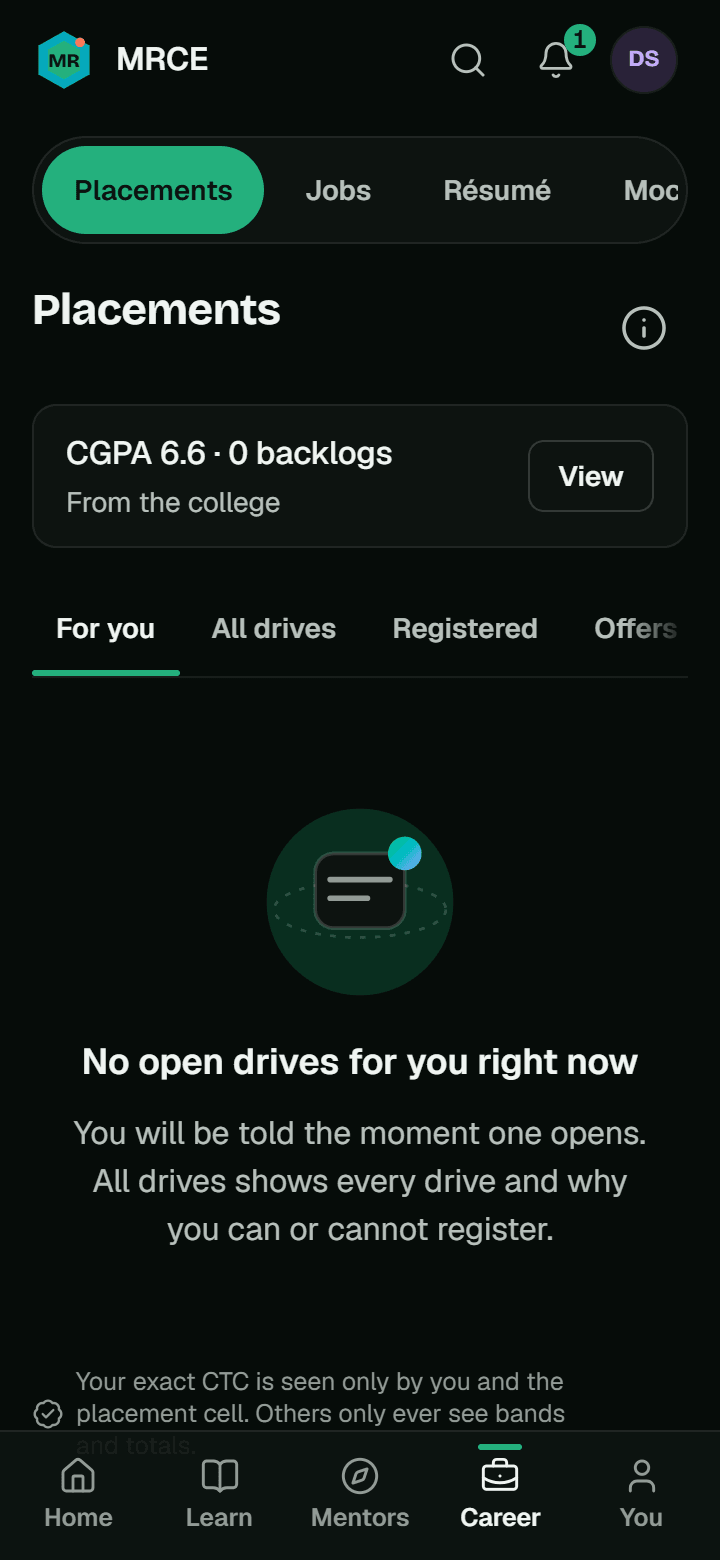 MR
MRCE
1
DS
Placements
Jobs
Résumé
Moc
Placements
CGPA 6.6 · 0 backlogs
From the college
View
For you
All drives
Registered
Offers
No open drives for you right now
You will be told the moment one opens.
All drives shows every drive and why
you can or cannot register.
Your exact CTC is seen only by you and the
placement cell. Others only ever see bands
and totals.
Home
Learn
Mentors
Career
You